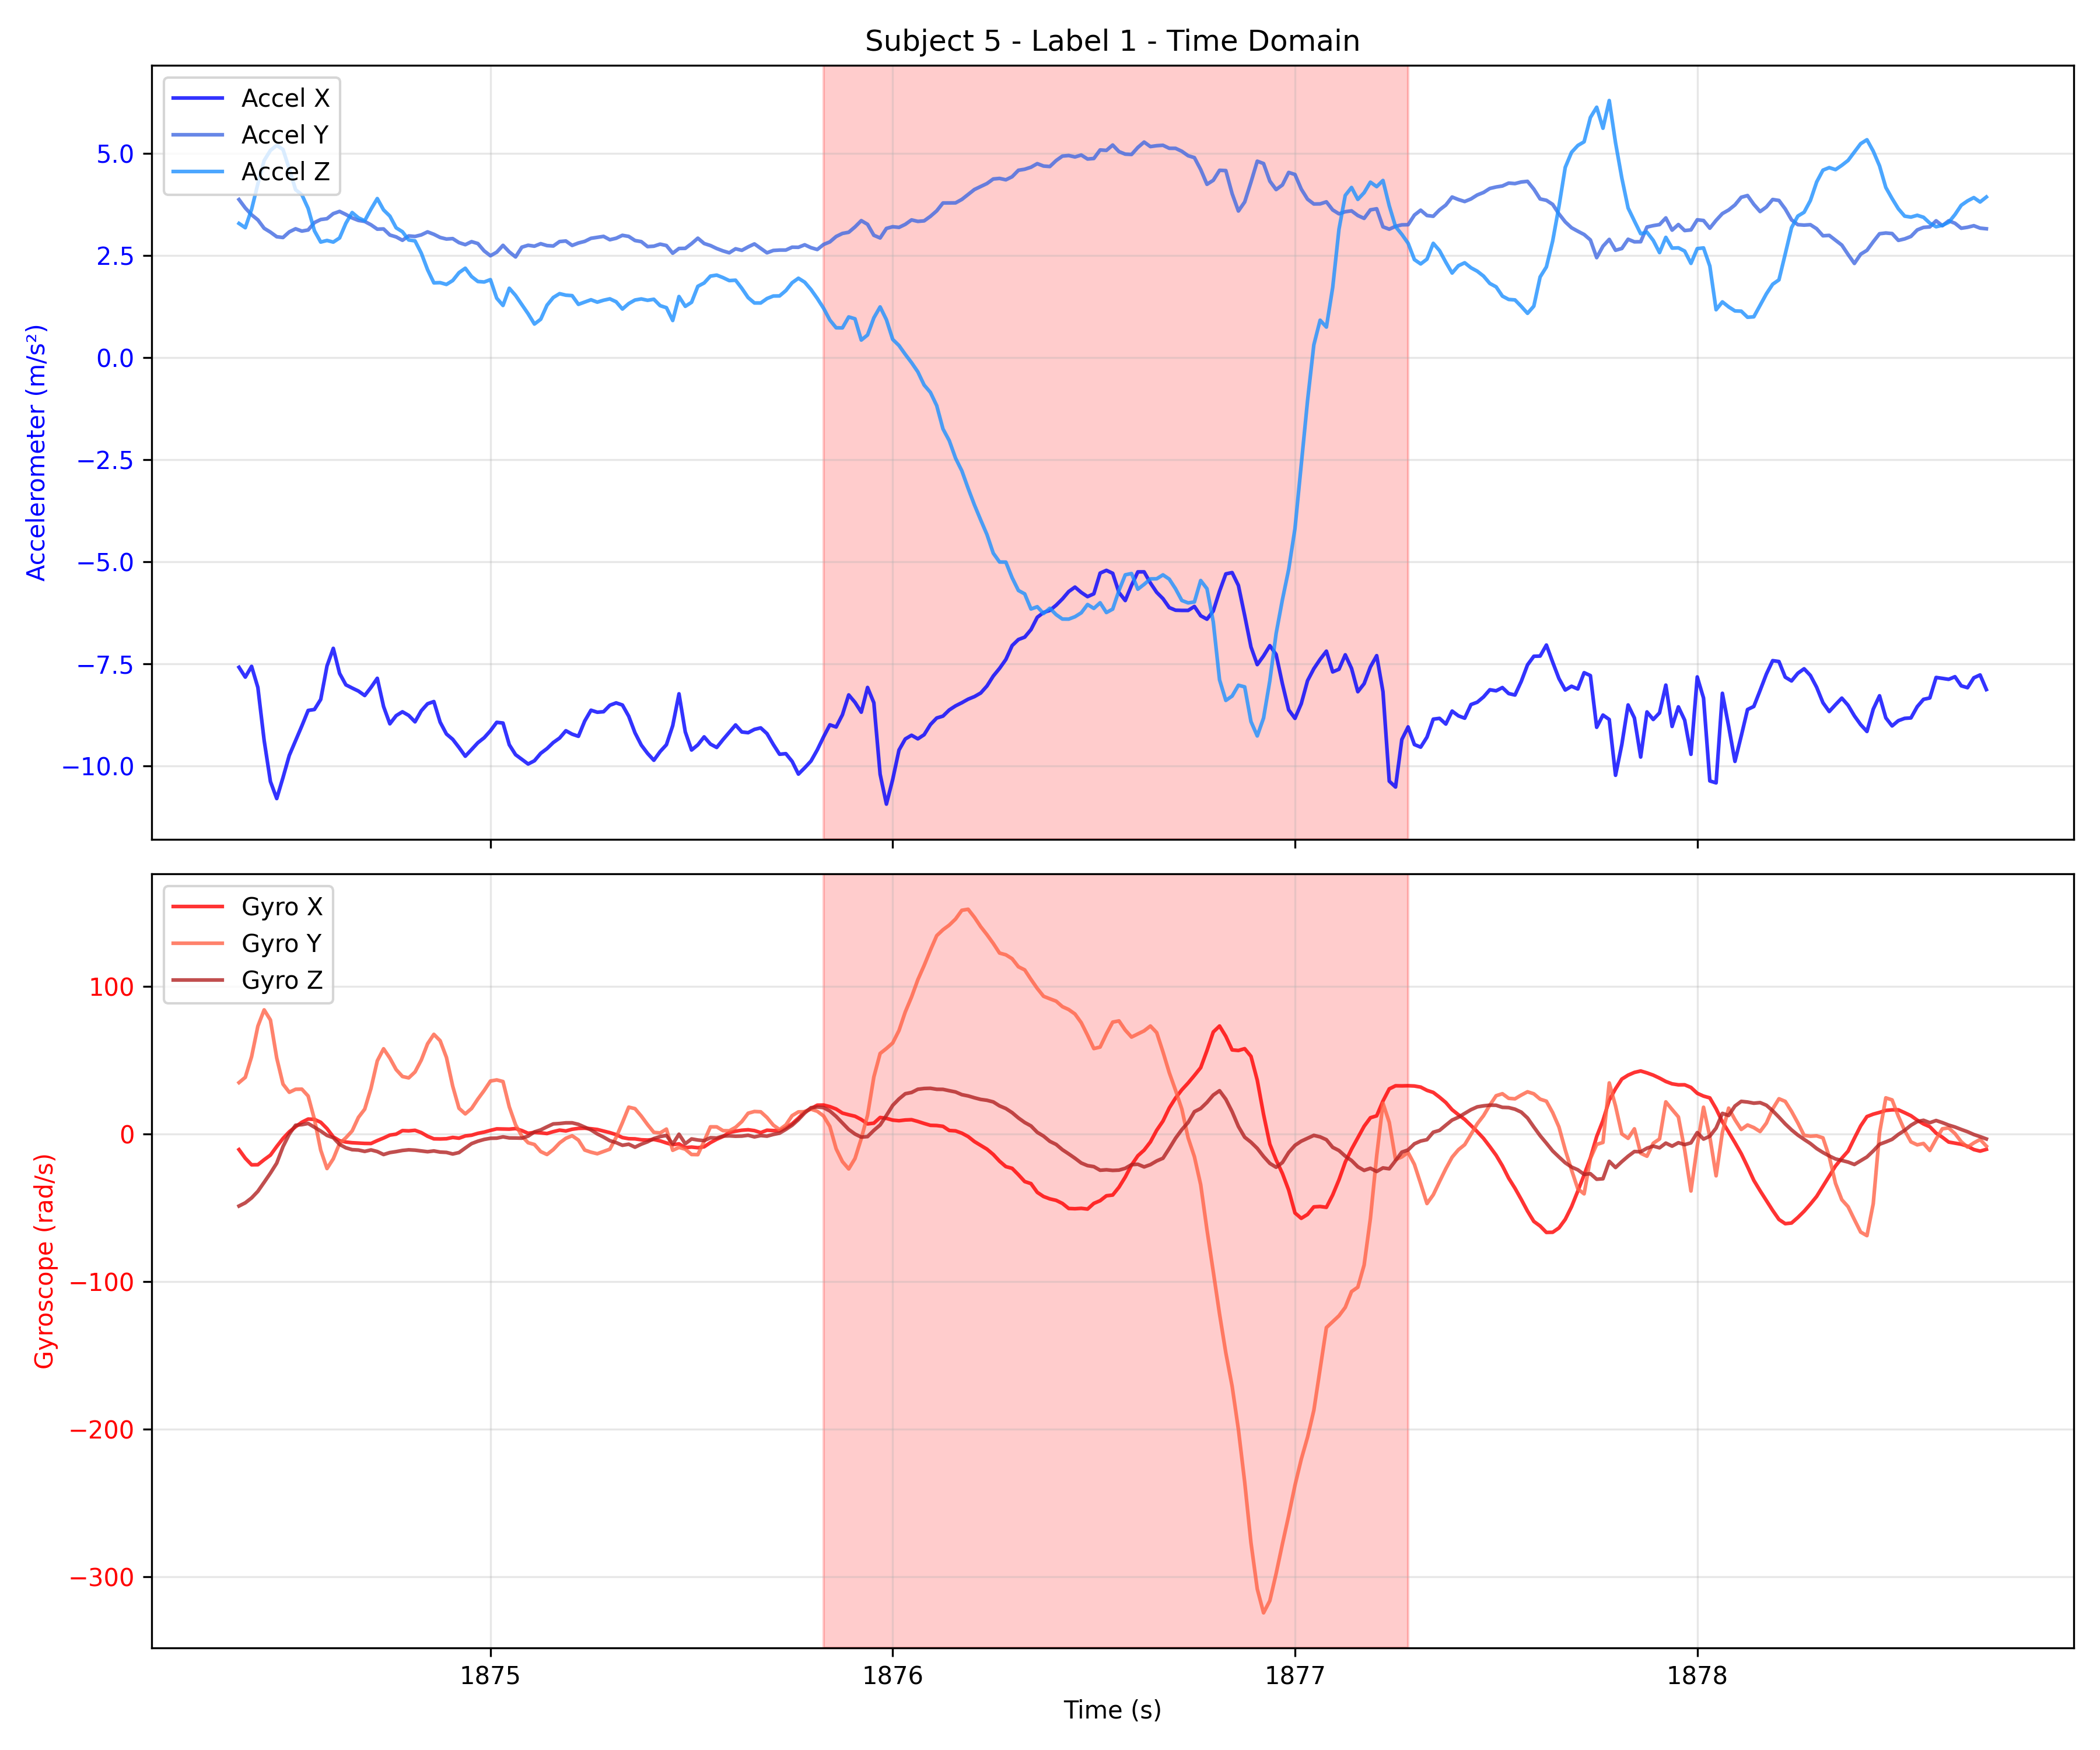 Subject 5 - Label 1 - Time Domain
Accel X
Accel Y
Accel Z
5.0
2.5
0.0
−2.5
−5.0
−7.5
−10.0
Accelerometer (m/s²)
Gyro X
Gyro Y
Gyro Z
100
0
−100
−200
−300
Gyroscope (rad/s)
1875
1876
1877
1878
Time (s)